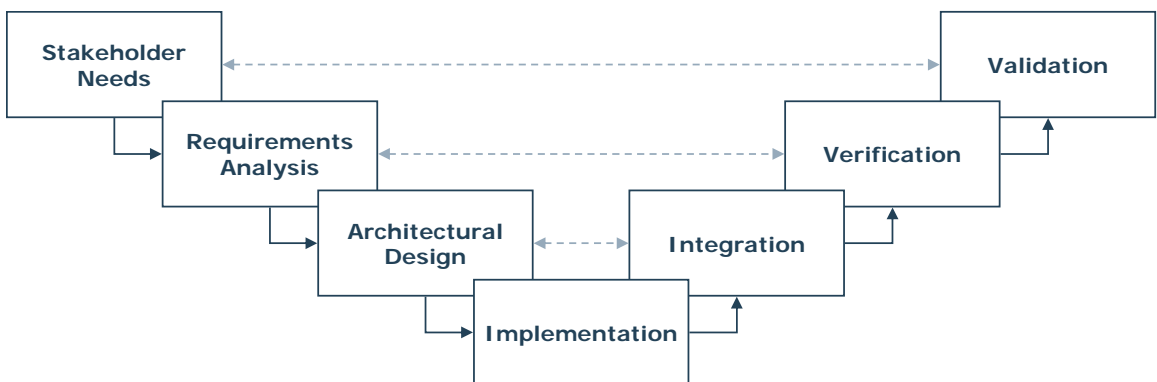 Stakeholder
Needs
Validation
Requirements
Analysis
Verification
Architectural
Design
Integration
Implementation